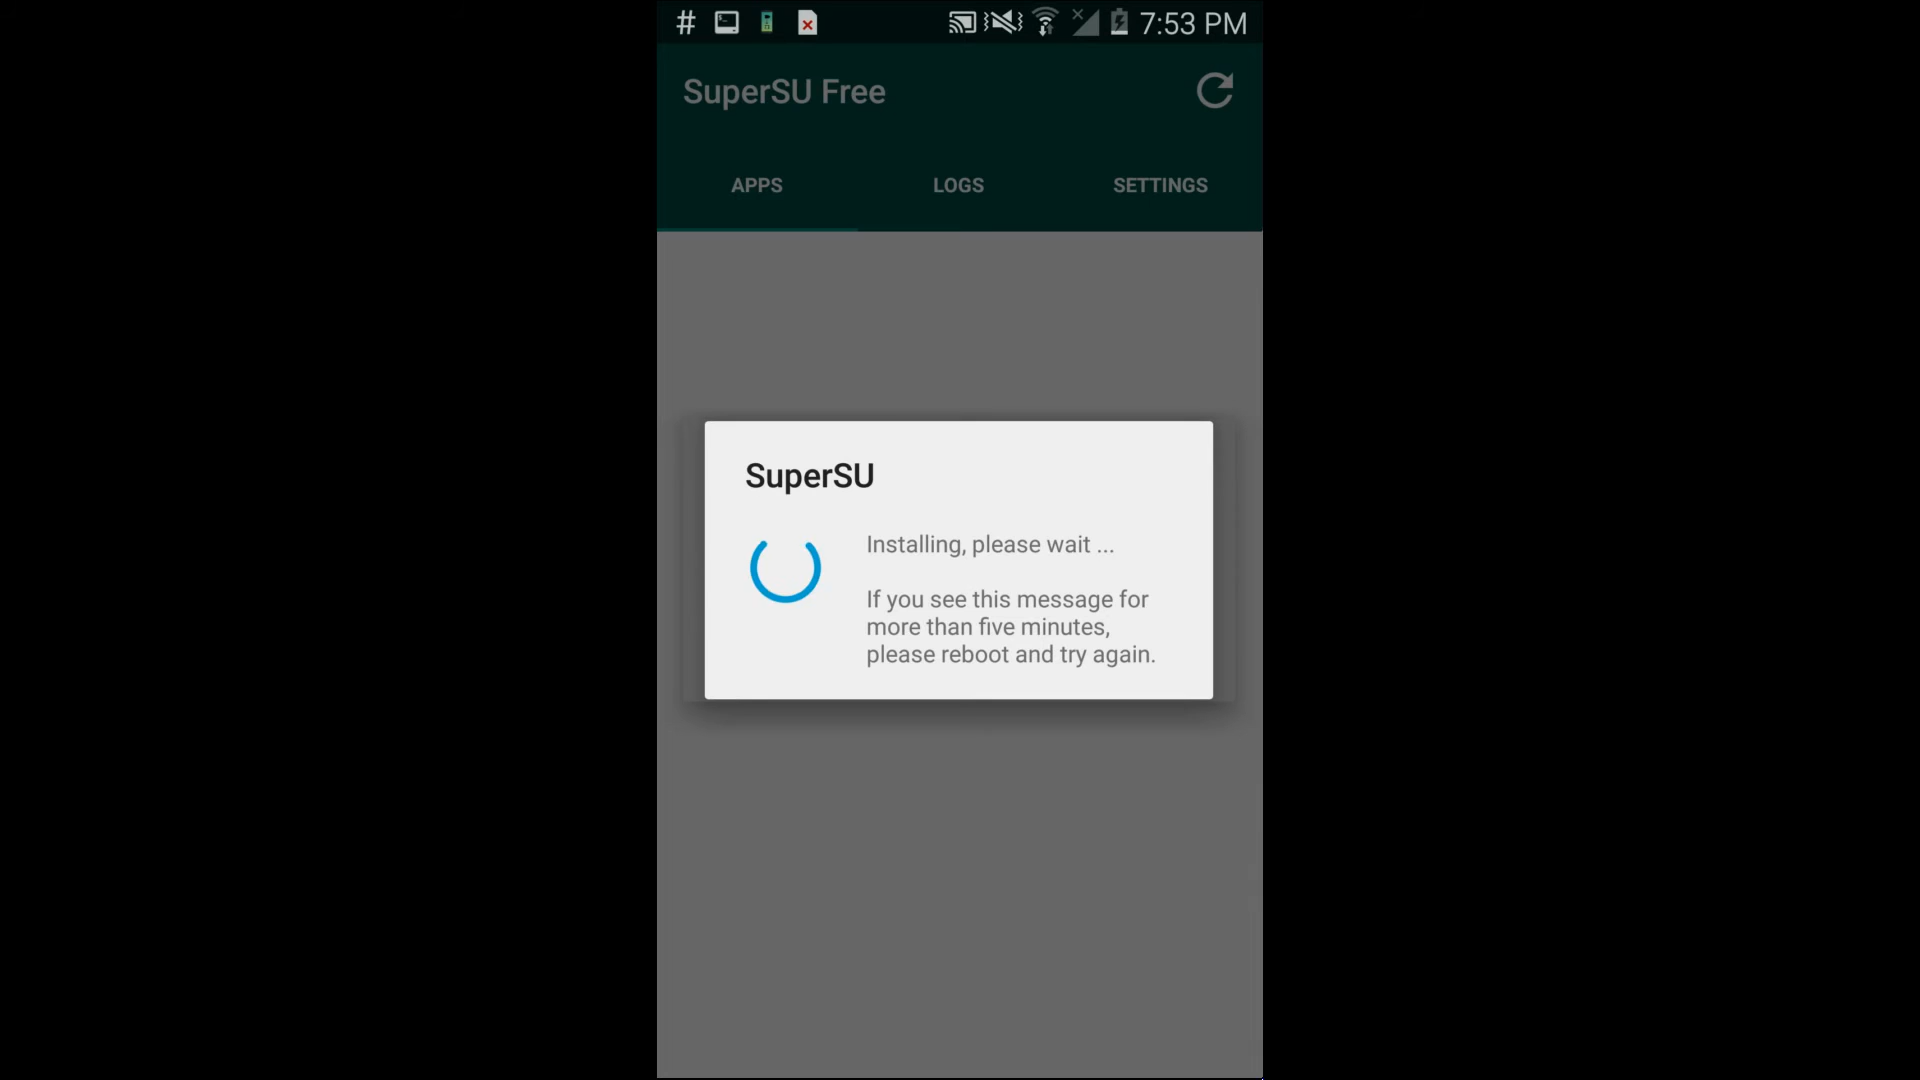 # 7:53 PM
SuperSU Free
APPS LOGS SETTINGS
SuperSU
Installing, please wait ...
If you see this message for
more than five minutes,
please reboot and try again.